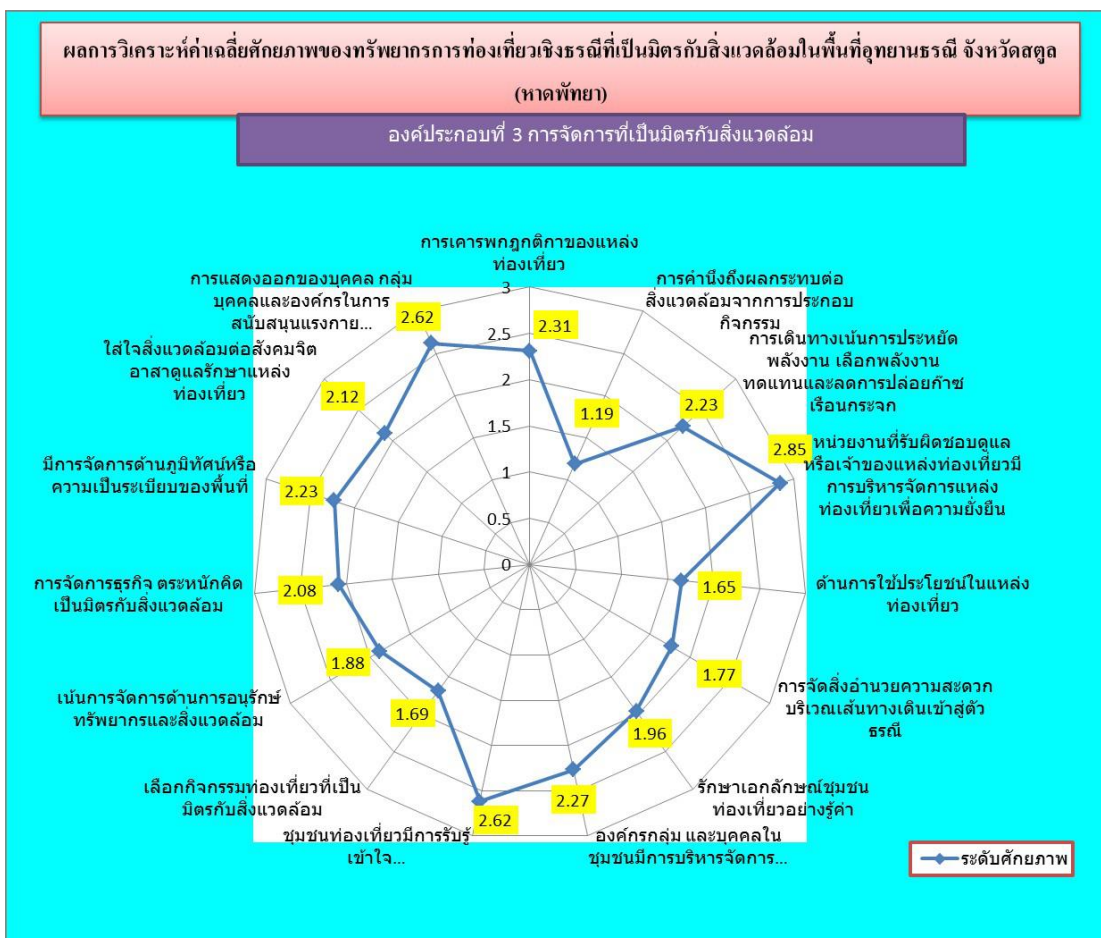 ผลการวิเคราะห์ค่าเฉลี่ยศักยภาพของทรัพยากรการท่องเที่ยวเชิงธรณีที่เป็นมิตรกับสิ่งแวดล้อมในพื้นที่อุทยานธรณี จังหวัดสตูล
(หาดพัทยา)
องค์ประกอบที่ 3 การจัดการที่เป็นมิตรกับสิ่งแวดล้อม
การเคารพกฎกติกาของแหล่ง
ท่องเที่ยว
การคำนึงถึงผลกระทบต่อ
สิ่งแวดล้อมจากการประกอบ
กิจกรรม
การเดินทางเน้นการประหยัด
พลังงาน เลือกพลังงาน
ทดแทนและลดการปล่อยก๊าซ
เรือนกระจก
หน่วยงานที่รับผิดชอบดูแล
หรือเจ้าของแหล่งท่องเที่ยวมี
การบริหารจัดการแหล่ง
ท่องเที่ยวเพื่อความยั่งยืน
ด้านการใช้ประโยชน์ในแหล่ง
ท่องเที่ยว
การจัดสิ่งอำนวยความสะดวก
บริเวณเส้นทางเดินเข้าสู่ตัว
ธรณี
รักษาเอกลักษณ์ชุมชน
ท่องเที่ยวอย่างรู้ค่า
องค์กรกลุ่ม และบุคคลใน
ชุมชนมีการบริหารจัดการ...
ชุมชนท่องเที่ยวมีการรับรู้
เข้าใจ...
เลือกกิจกรรมท่องเที่ยวที่เป็น
มิตรกับสิ่งแวดล้อม
เน้นการจัดการด้านการอนุรักษ์
ทรัพยากรและสิ่งแวดล้อม
การจัดการธุรกิจ ตระหนักคิด
เป็นมิตรกับสิ่งแวดล้อม
มีการจัดการด้านภูมิทัศน์หรือ
ความเป็นระเบียบของพื้นที่
ใส่ใจสิ่งแวดล้อมต่อสังคมจิต
อาสาดูแลรักษาแหล่ง
ท่องเที่ยว
การแสดงออกของบุคคล กลุ่ม
บุคคลและองค์กรในการ
สนับสนุนแรงกาย...
3
2.5
2
1.5
1
0.5
0
2.31
1.19
2.23
2.85
1.65
1.77
1.96
2.27
2.62
1.69
1.88
2.08
2.23
2.12
2.62
ระดับศักยภาพ